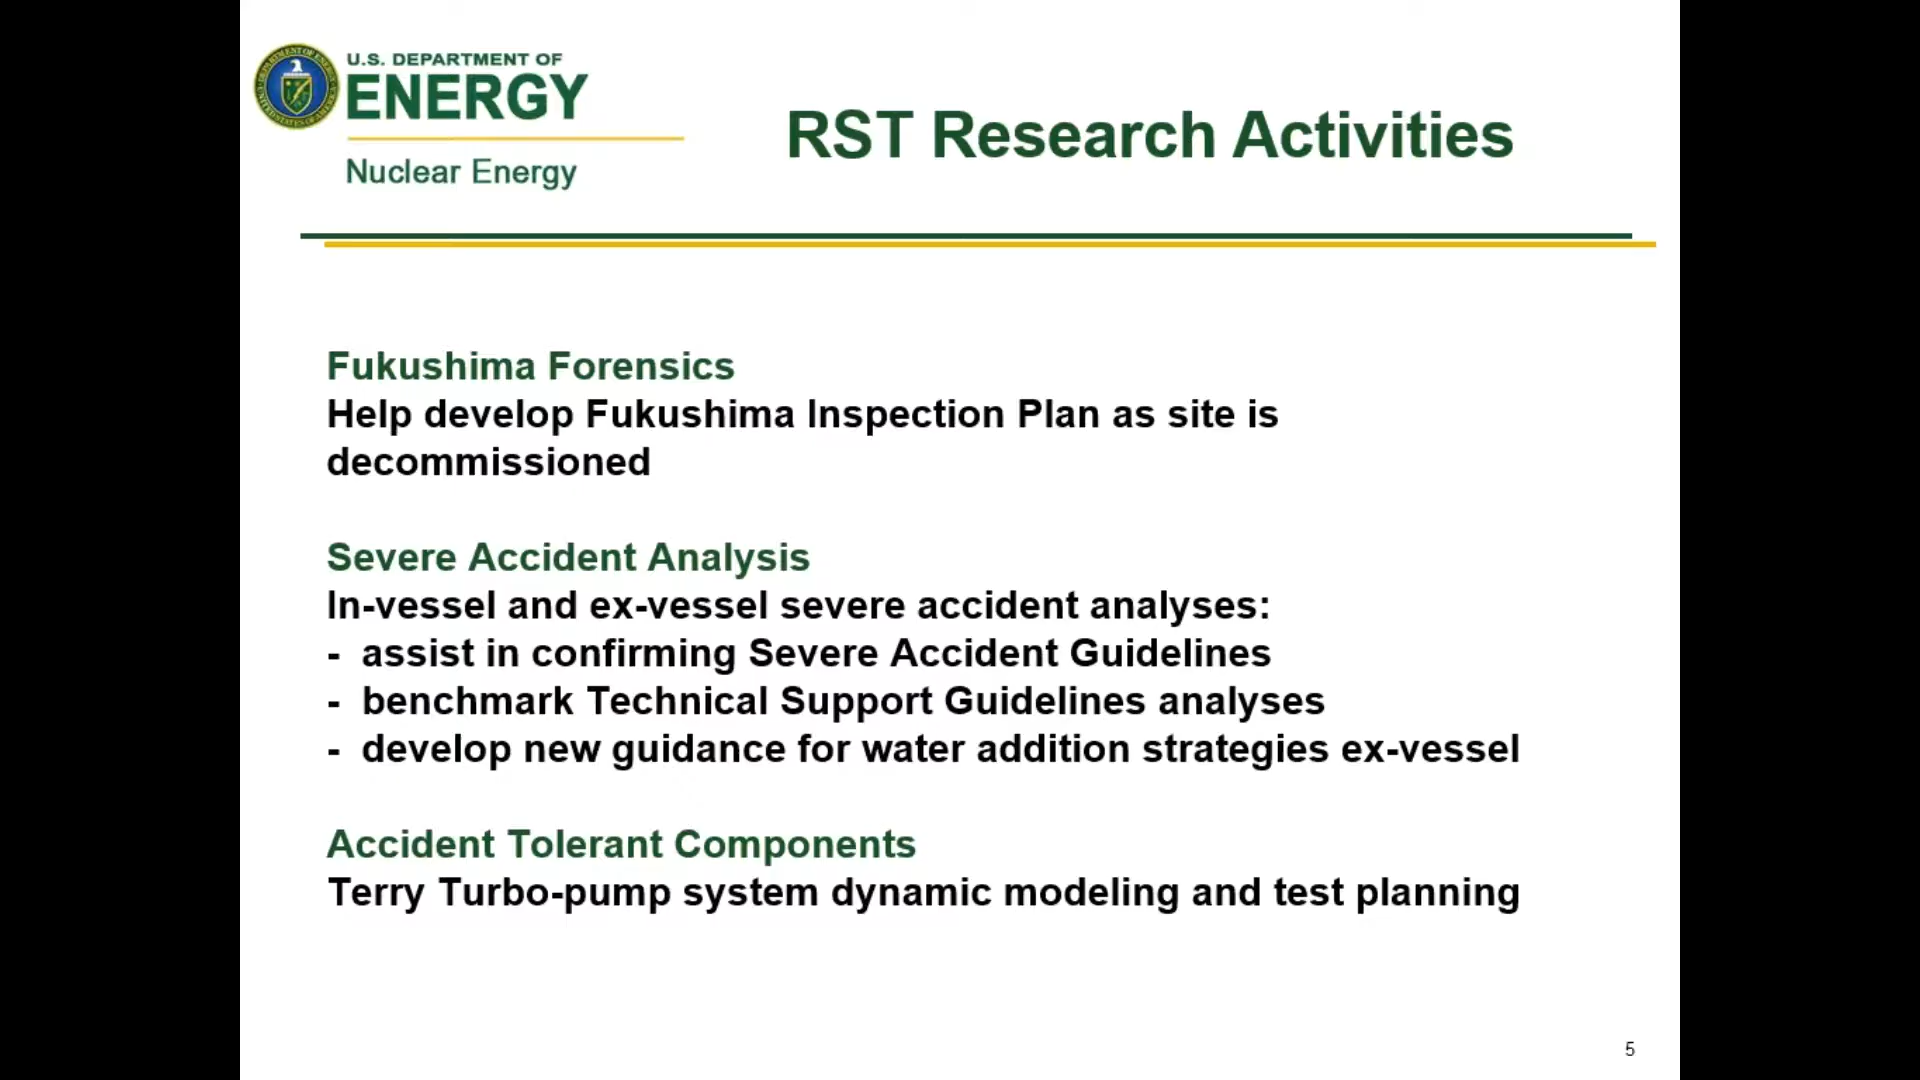 U.S. DEPARTMENT OF
ENERGY
Nuclear Energy
RST Research Activities
Fukushima Forensics
Help develop Fukushima Inspection Plan as site is
decommissioned
Severe Accident Analysis
In-vessel and ex-vessel severe accident analyses:
- assist in confirming Severe Accident Guidelines
- benchmark Technical Support Guidelines analyses
- develop new guidance for water addition strategies ex-vessel
Accident Tolerant Components
Terry Turbo-pump system dynamic modeling and test planning
5